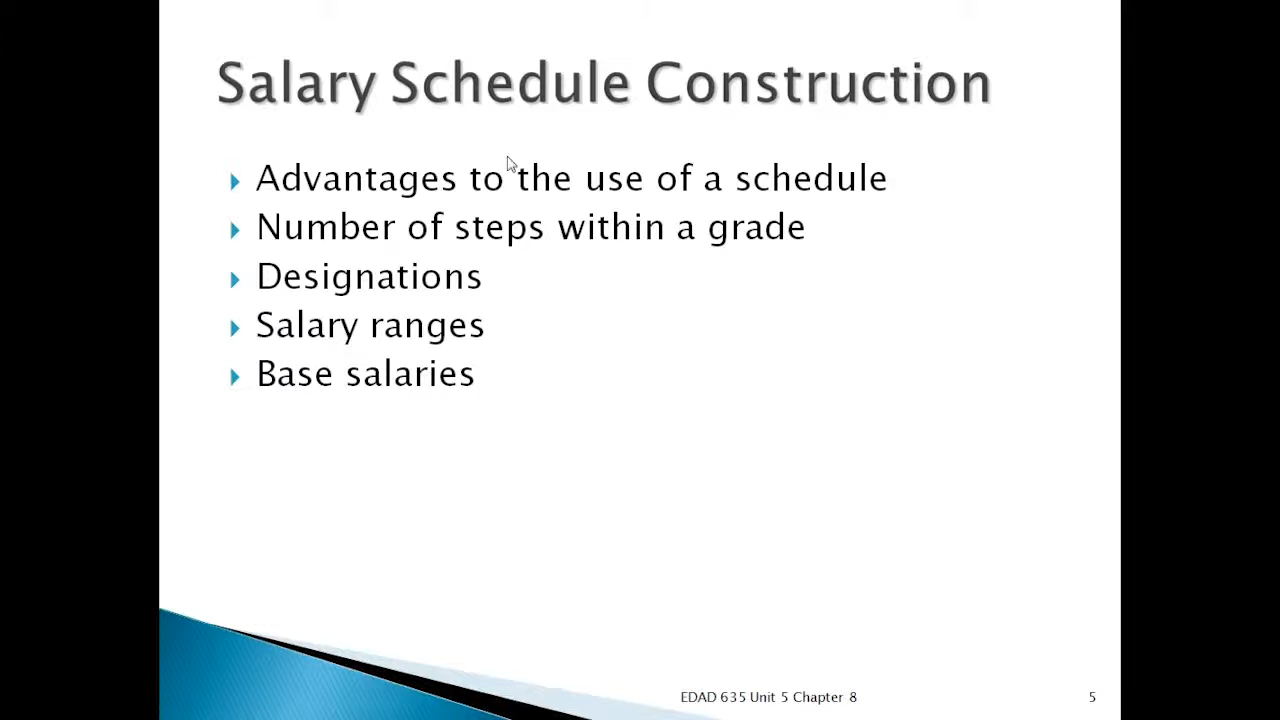 Salary Schedule Construction
Advantages to the use of a schedule
Number of steps within a grade
Designations
Salary ranges
Base salaries
EDAD 635 Unit 5 Chapter 8
5